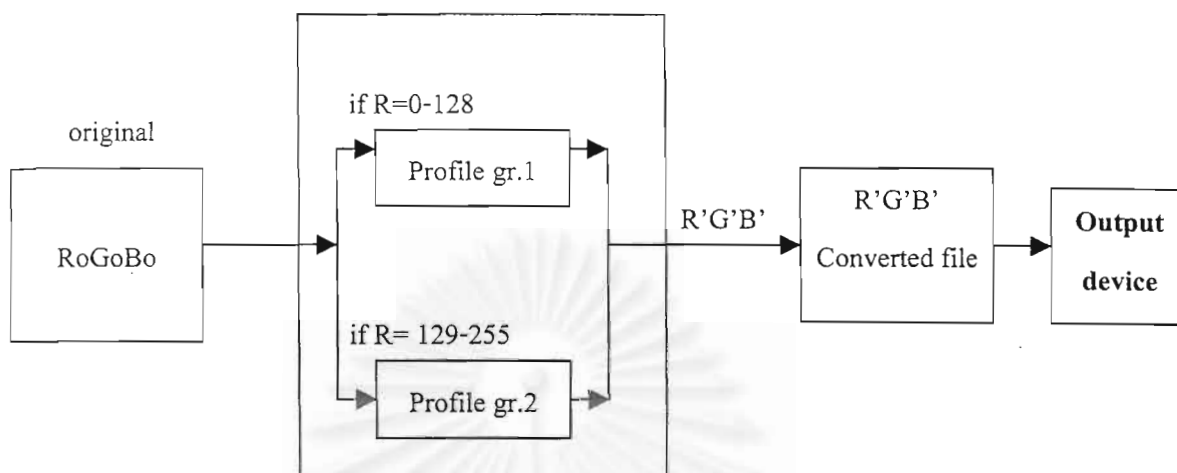 original
RoGoBo
if R=0-128
Profile gr.1
if R= 129-255
Profile gr.2
R’G’B’
R’G’B’
Converted file
Output
device